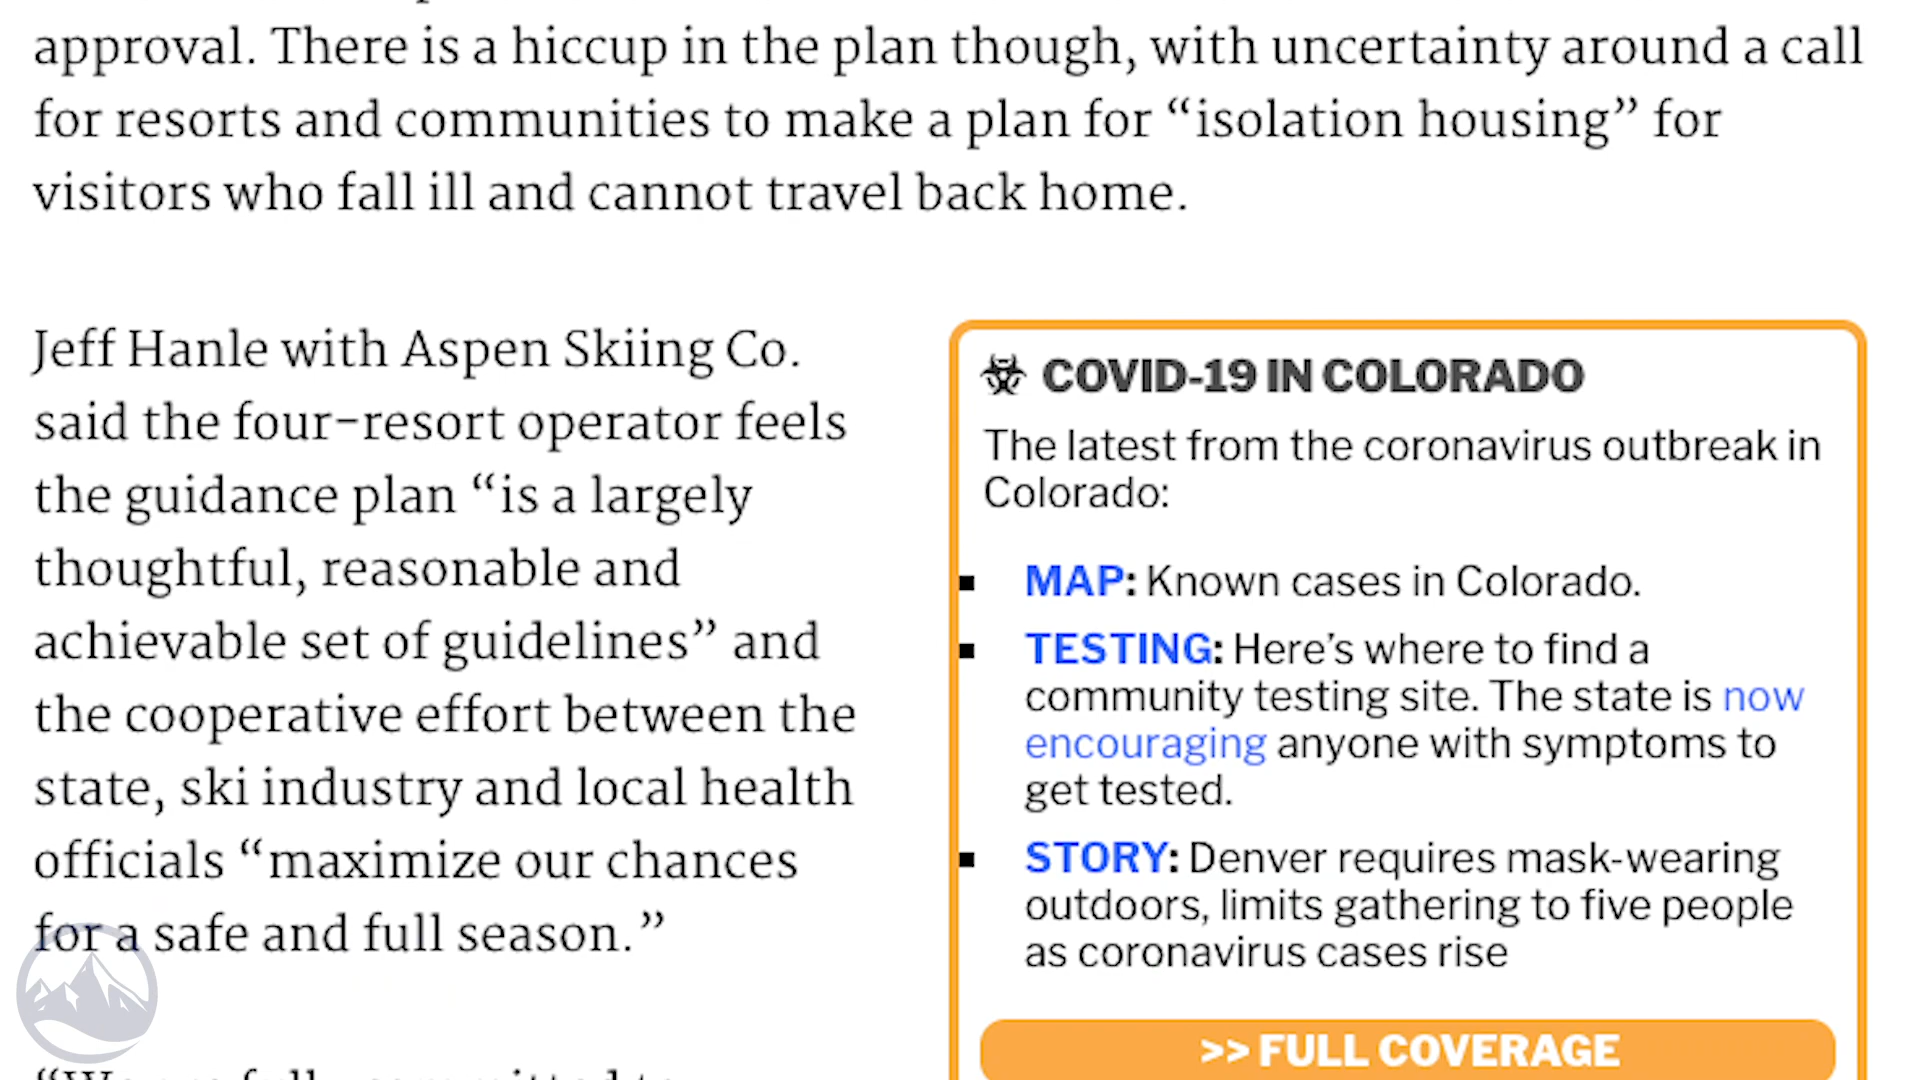 approval. There is a hiccup in the plan though, with uncertainty around a call
for resorts and communities to make a plan for “isolation housing” for
visitors who fall ill and cannot travel back home.
Jeff Hanle with Aspen Skiing Co.
said the four-resort operator feels
the guidance plan “is a largely
thoughtful, reasonable and
achievable set of guidelines” and
the cooperative effort between the
state, ski industry and local health
officials “maximize our chances
for a safe and full season.”
COVID-19 IN COLORADO
The latest from the coronavirus outbreak in
Colorado:
MAP: Known cases in Colorado.
TESTING: Here’s where to find a
community testing site. The state is now
encouraging anyone with symptoms to
get tested.
STORY: Denver requires mask-wearing
outdoors, limits gathering to five people
as coronavirus cases rise
>> FULL COVERAGE